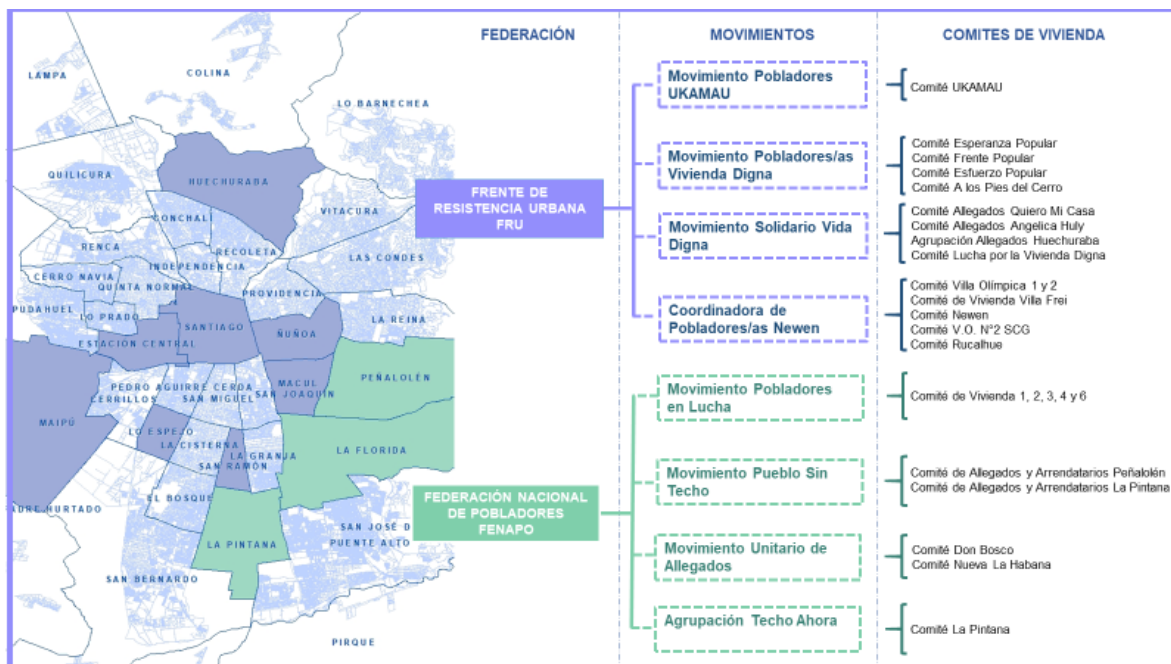 FEDERACIÓN
MOVIMIENTOS
COMITES DE VIVIENDA
LAMPA
COLINA
LO BARNECHEA
QUILICURA
HUECHURABA
CONCHALÍ
VITACURA
RENCA
RECOLETA
LAS CONDES
INDEPENDENCIA
CERRO NAVIA
QUINTA NORMAL
PROVIDENCIA
PUDAHUEL
LO PRADO
SANTIAGO
LA REINA
ÑUÑOA
ESTACIÓN CENTRAL
PEÑALOLÉN
PEDRO AGUIRRE CERDA
MACUL
CERRILLOS
SAN MIGUEL
SAN JOAQUÍN
MAIPÚ
LO ESPEJO
LA CISTERNA
LA GRANJA
LA FLORIDA
SAN RAMÓN
EL BOSQUE
ADRE HURTADO
SAN JOSÉ D
LA PINTANA
PUENTE ALTO
SAN BERNARDO
PIRQUE
FRENTE DE
RESISTENCIA URBANA
FRU
Movimiento Pobladores
UKAMAU
Comité UKAMAU
Movimiento Pobladores/as
Vivienda Digna
Comité Esperanza Popular
Comité Frente Popular
Comité Esfuerzo Popular
Comité A los Pies del Cerro
Movimiento Solidario Vida
Digna
Comité Allegados Quiero Mi Casa
Comité Allegados Angelica Huly
Agrupación Allegados Huechuraba
Comité Lucha por la Vivienda Digna
Coordinadora de
Pobladores/as Newen
Comité Villa Olímpica 1 y 2
Comité de Vivienda Villa Frei
Comité Newen
Comité V.O. N°2 SCG
Comité Rucalhue
FEDERACIÓN NACIONAL
DE POBLADORES
FENAPO
Movimiento Pobladores
en Lucha
Comité de Vivienda 1, 2, 3, 4 y 6
Movimiento Pueblo Sin
Techo
Comité de Allegados y Arrendatarios Peñalolén
Comité de Allegados y Arrendatarios La Pintana
Movimiento Unitario de
Allegados
Comité Don Bosco
Comité Nueva La Habana
Agrupación Techo Ahora
Comité La Pintana